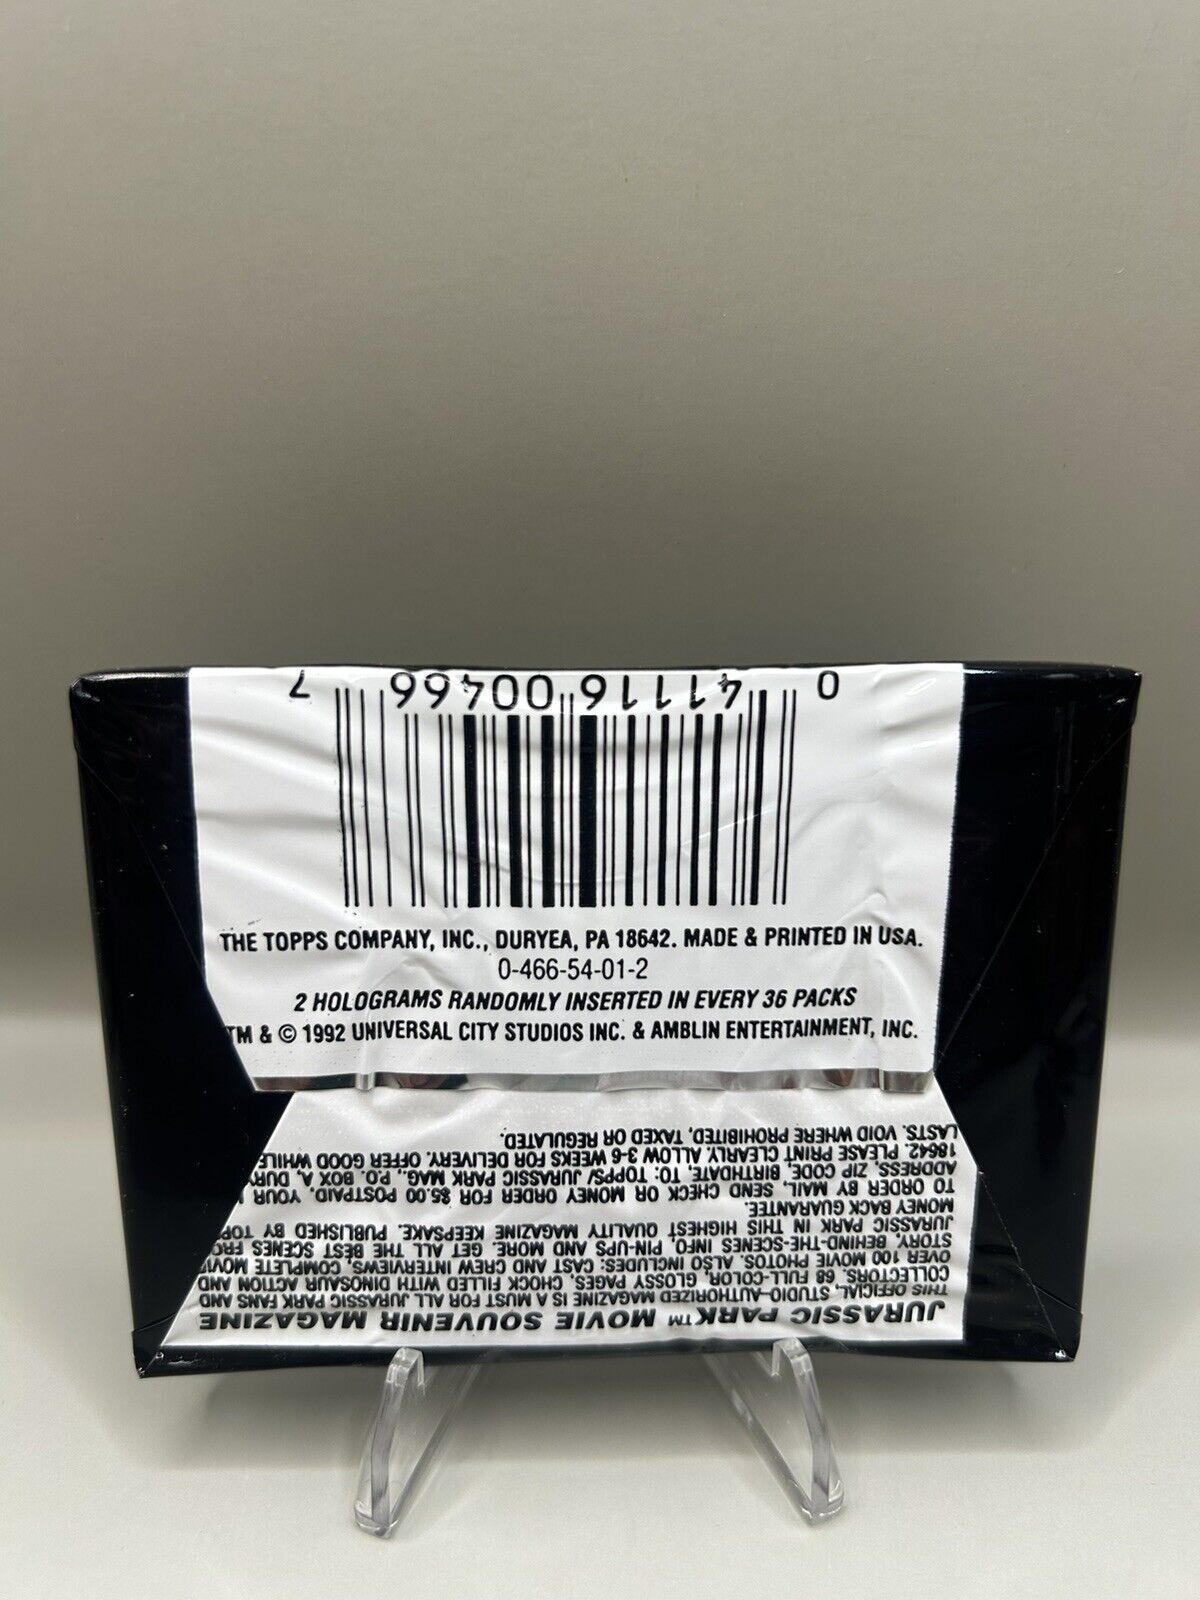 0 41116 00466 7
THE TOPPS COMPANY, INC., DURYEA, PA 18642. MADE & PRINTED IN USA.
0-466-54-01-2
2 HOLOGRAMS RANDOMLY INSERTED IN EVERY 36 PACKS
TM & © 1992 UNIVERSAL CITY STUDIOS INC. & AMBLIN ENTERTAINMENT, INC.
JURASSIC PARK™ MOVIE SOUVENIR MAGAZINE
THIS OFFICIAL, STUDIO-AUTHORIZED MAGAZINE IS A MUST FOR ALL JURASSIC PARK FANS AND
COLLECTORS. 68 FULL-COLOR, GLOSSY PAGES, CHOCK FILLED WITH DINOSAUR ACTION AND
OVER 100 MOVIE PHOTOS. ALSO INCLUDES: CAST AND CREW INTERVIEWS, COMPLETE MOVIE
STORY, BEHIND-THE-SCENES INFO, PIN-UPS AND MORE. GET ALL THE BEST SCENES FRO
JURASSIC PARK IN THIS HIGHEST QUALITY MAGAZINE KEEPSAKE. PUBLISHED BY TOP
MONEY BACK GUARANTEE.
TO ORDER BY MAIL, SEND CHECK OR MONEY ORDER FOR $5.00 POSTPAID, YOUR
ADDRESS, ZIP CODE, BIRTHDATE, TO: TOPPS/ JURASSIC PARK MAG., P.O. BOX A, DURY
18642. PLEASE PRINT CLEARLY. ALLOW 3-6 WEEKS FOR DELIVERY. OFFER GOOD WHILE
LASTS. VOID WHERE PROHIBITED, TAXED OR REGULATED.